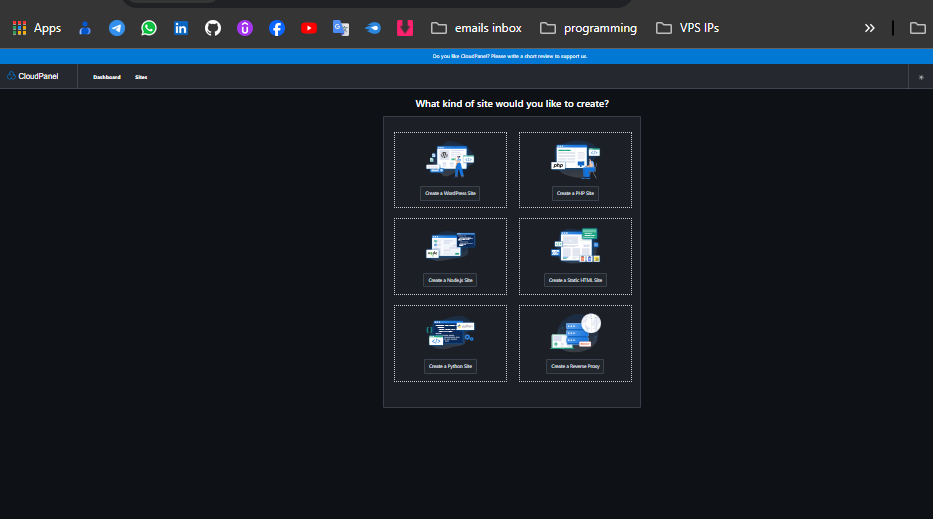 Apps
emails inbox
programming
VPS IPs
Do you like CloudPanel? Please write a short review to support us.
CloudPanel
Dashboard
Sites
What kind of site would you like to create?
Create a WordPress Site
php
Create a PHP Site
Create a Node.js Site
Create a Static HTML Site
Create a Python Site
Create a Reverse Proxy